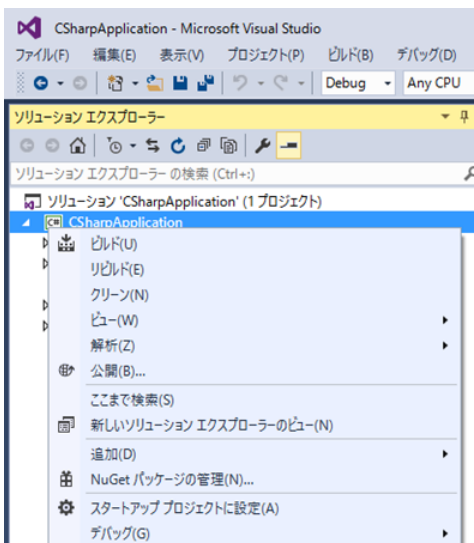 CSharpApplication - Microsoft Visual Studio
ファイル(F) 編集(E) 表示(V) プロジェクト(P) ビルド(B) デバッグ(D)
Debug Any CPU
ソリューション エクスプローラー
ソリューション エクスプローラー の検索 (Ctrl+:)
ソリューション 'CSharpApplication' (1 プロジェクト)
C# CSharpApplication
ビルド(U)
リビルド(E)
クリーン(N)
ビュー(W)
解析(Z)
公開(B)...
ここまで検索(S)
新しいソリューション エクスプローラーのビュー(N)
追加(D)
NuGet パッケージの管理(N)...
スタートアップ プロジェクトに設定(A)
デバッグ(G)